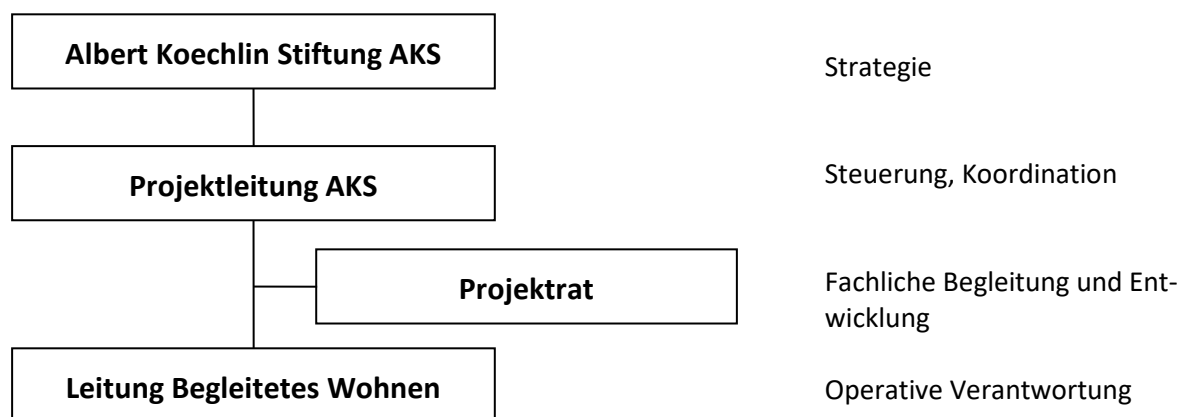 Albert Koechlin Stiftung AKS
Strategie
Projektleitung AKS
Steuerung, Koordination
Projektrat
Fachliche Begleitung und Ent-
wicklung
Leitung Begleitetes Wohnen
Operative Verantwortung